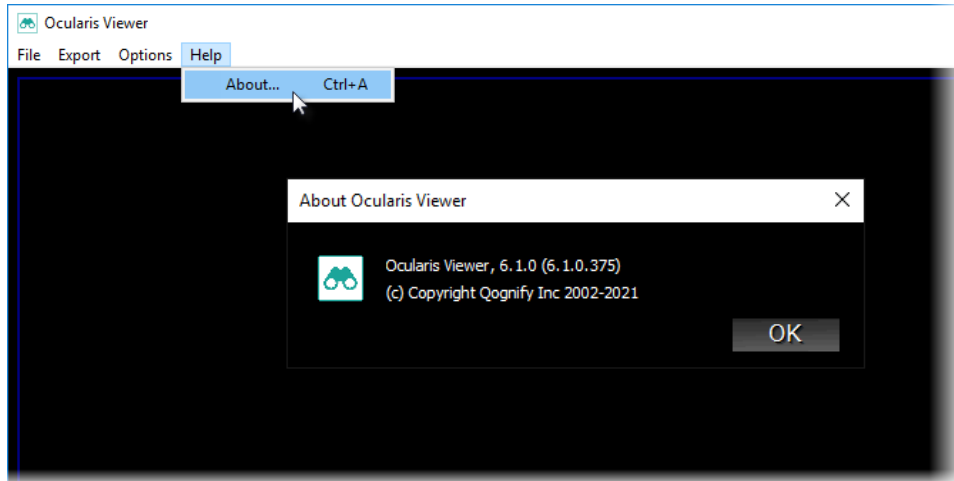 Ocularis Viewer
File Export Options Help
About... Ctrl+A
About Ocularis Viewer
Ocularis Viewer, 6.1.0 (6.1.0.375)
(c) Copyright Qognify Inc 2002-2021
OK